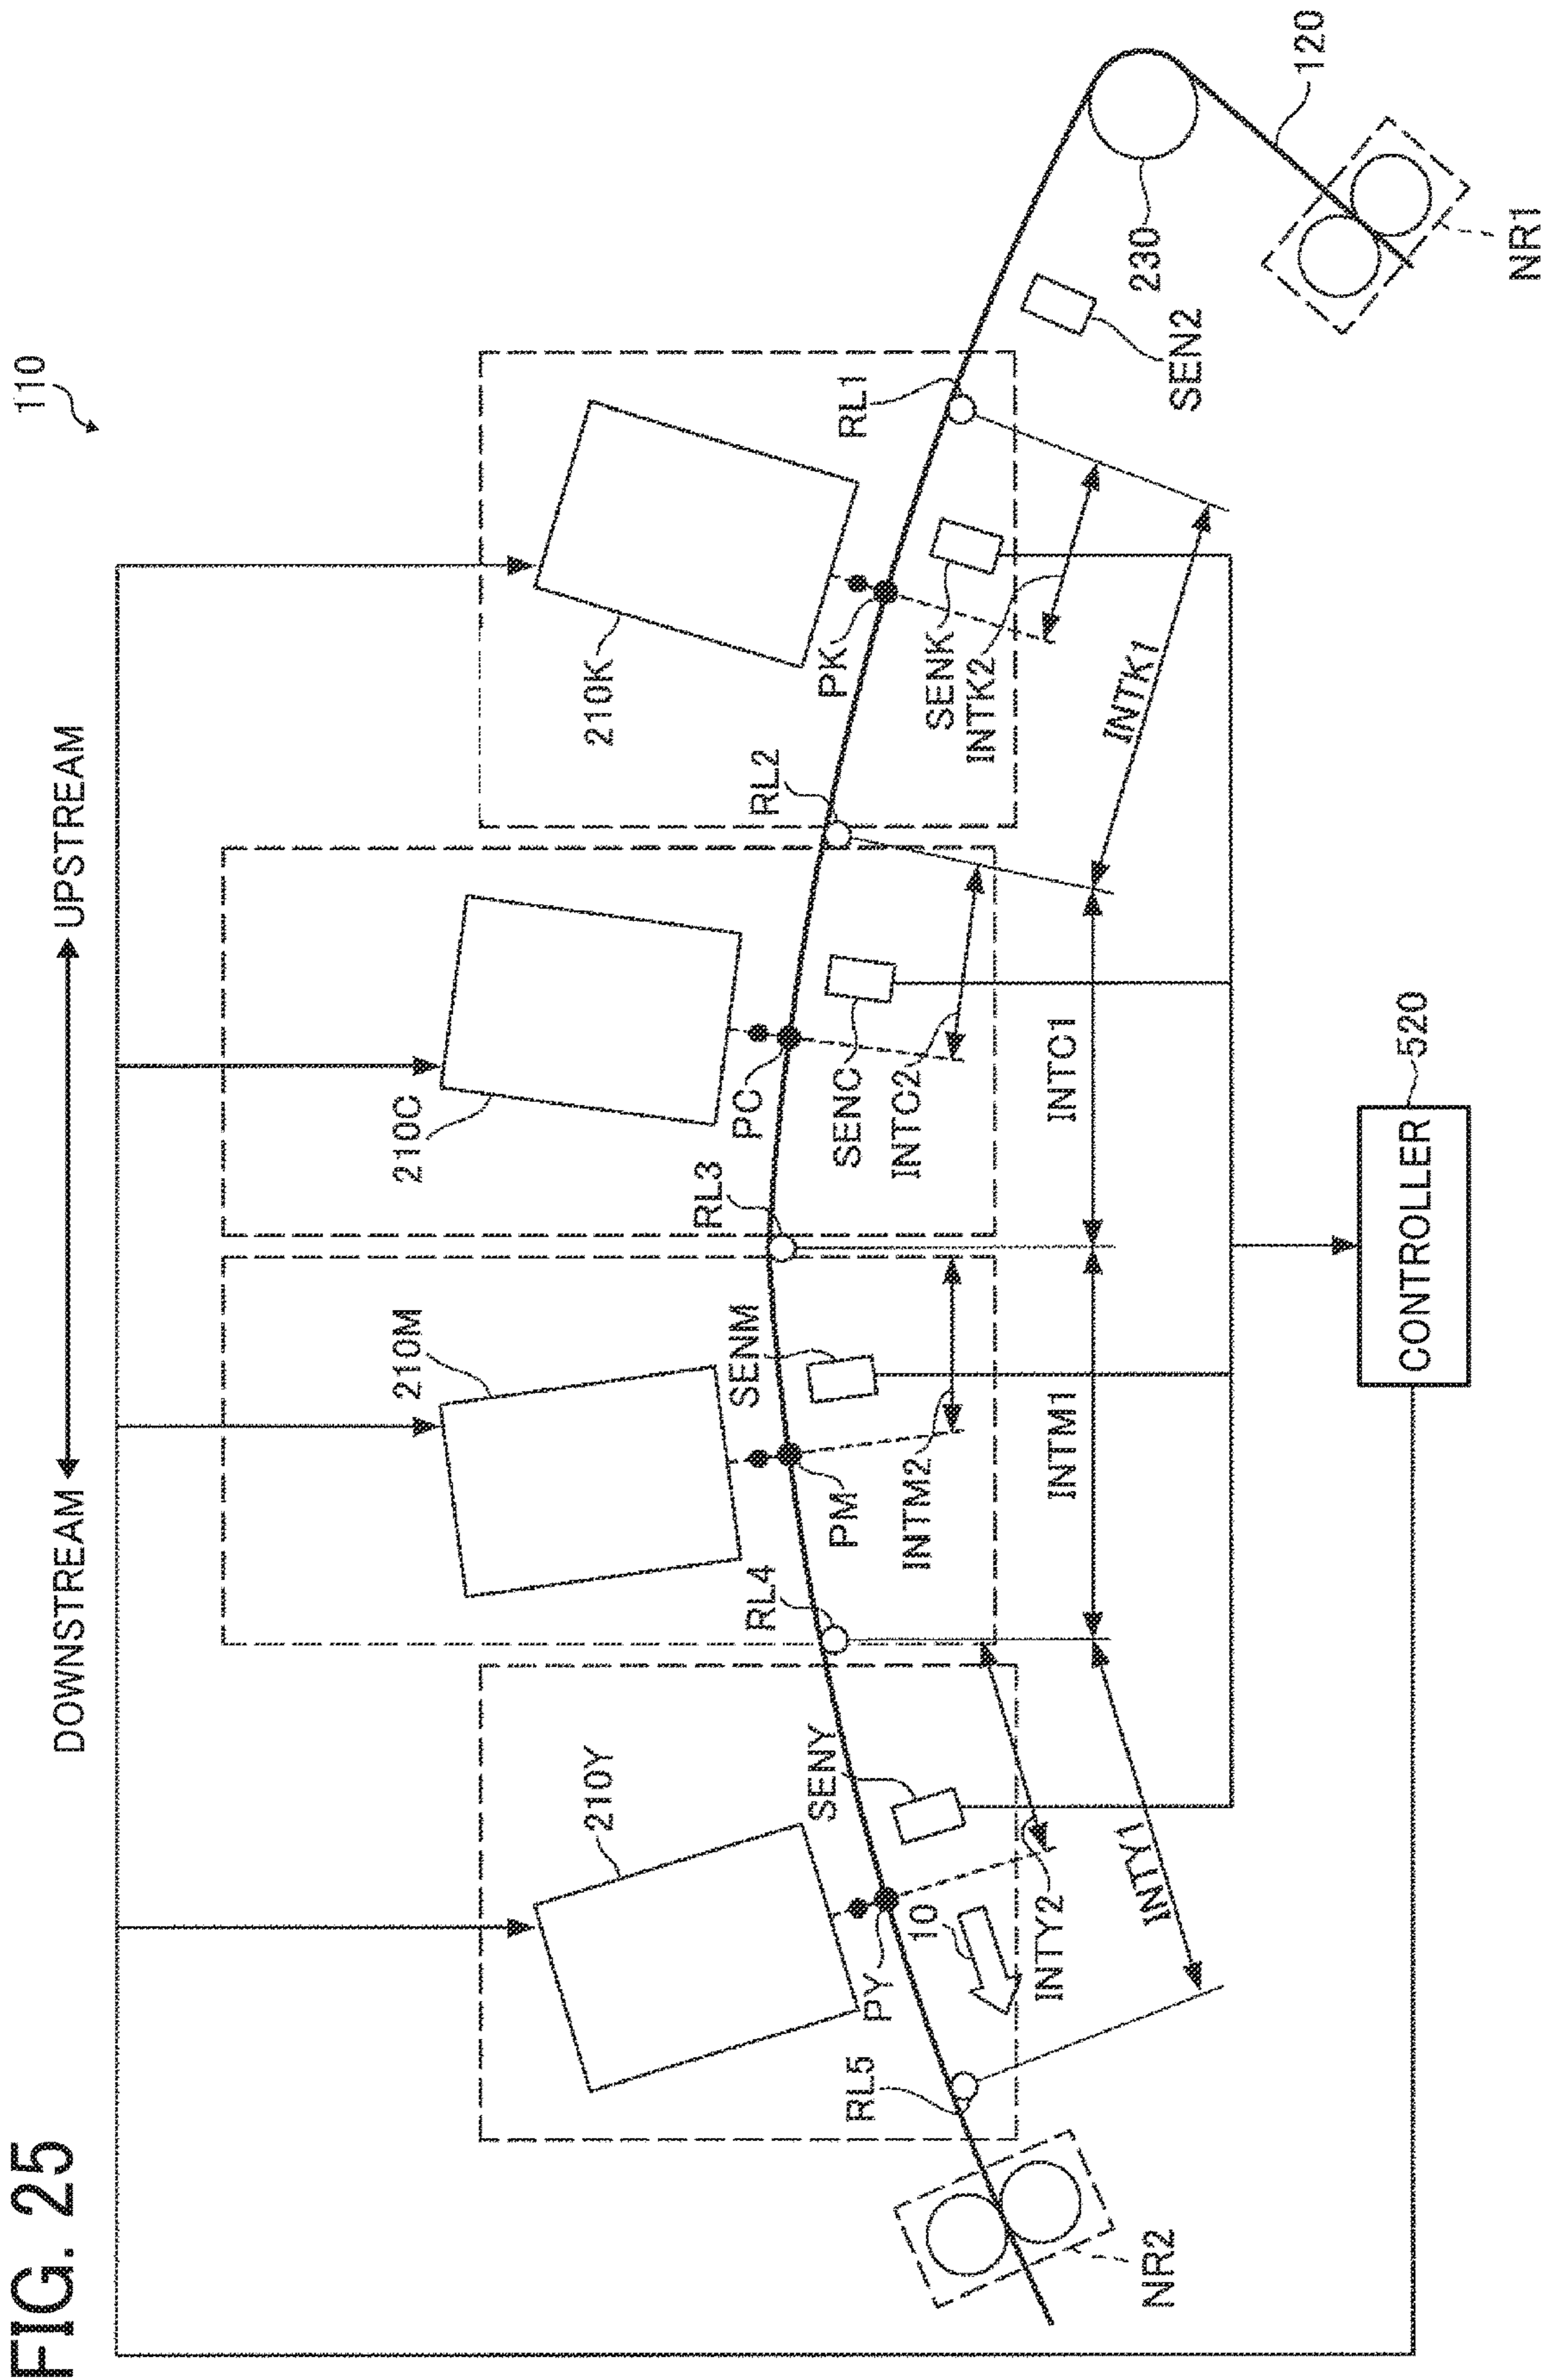 FIG. 25
110
DOWNSTREAM
UPSTREAM
210Y
210M
210C
210K
RL5
PY
SENY
RL4
PM
SENM
RL3
PC
RL2
PK
RL1
10
INTY2
INTM2
SENC
INTC2
SENK
INTK2
SEN2
230
120
NR2
NR1
INTY1
INTM1
INTC1
INTK1
CONTROLLER
520